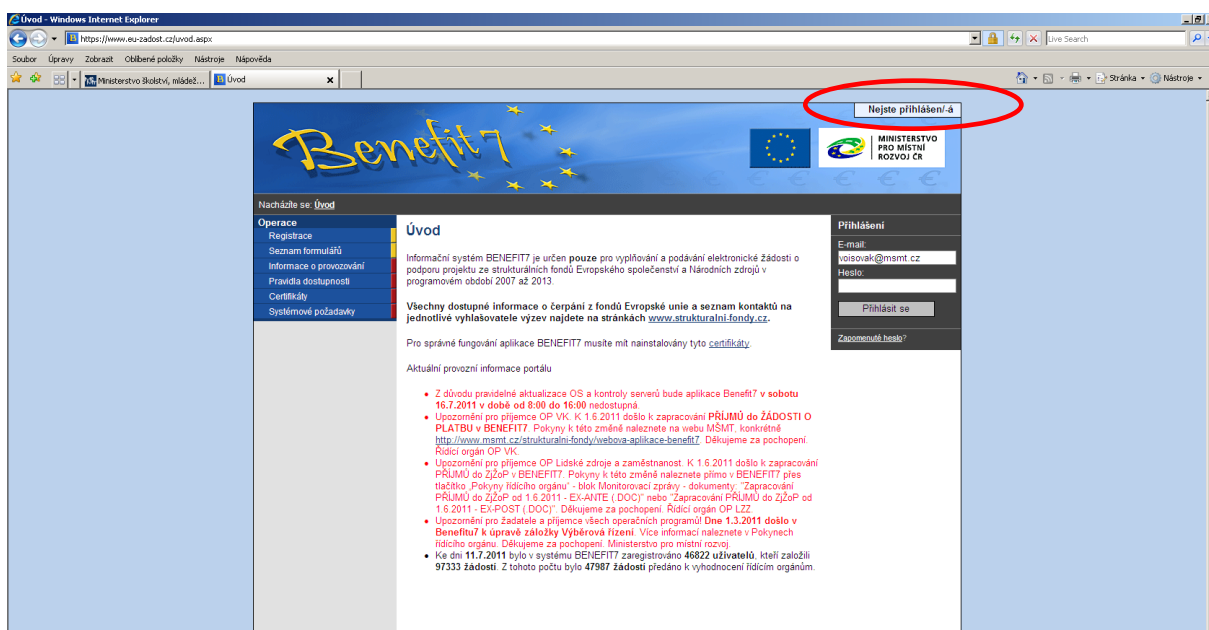 Úvod - Windows Internet Explorer
https://www.eu-zadost.cz/uvod.aspx
Live Search
Soubor Úpravy Zobrazit Oblíbené položky Nástroje Nápověda
Ministerstvo školství, mládež... Úvod
Stránka Nástroje
Nejste přihlášen/-á
Benefit7
MINISTERSTVO
PRO MÍSTNÍ
ROZVOJ ČR
Nacházíte se: Úvod
Operace
Registrace
Seznam formulářů
Informace o provozování
Pravidla dostupnosti
Certifikáty
Systémové požadavky
Úvod
Informační systém BENEFIT7 je určen pouze pro vyplňování a podávání elektronické žádosti o
podporu projektu ze strukturálních fondů Evropského společenství a Národních zdrojů v
programovém období 2007 až 2013.
Všechny dostupné informace o čerpání z fondů Evropské unie a seznam kontaktů na
jednotlivé vyhlašovatele výzev najdete na stránkách www.strukturalni-fondy.cz.
Pro správné fungování aplikace BENEFIT7 musíte mít nainstalovány tyto certifikáty.
Aktuální provozní informace portálu
• Z důvodu pravidelné aktualizace OS a kontroly serverů bude aplikace Benefit7 v sobotu
16.7.2011 v době od 8:00 do 16:00 nedostupná.
• Upozornění pro příjemce OP VK. K 1.6.2011 došlo k zapracování PŘÍJMŮ do ŽÁDOSTI O
PLATBU v BENEFIT7. Pokyny k této změně naleznete na webu MŠMT, konkrétně
http://www.msmt.cz/strukturalni-fondy/webova-aplikace-benefit7. Děkujeme za pochopení.
Řídící orgán OP VK.
• Upozornění pro příjemce OP Lidské zdroje a zaměstnanost. K 1.6.2011 došlo k zapracování
PŘÍJMŮ do ZjŽoP v BENEFIT7. Pokyny k této změně naleznete přímo v BENEFIT7 přes
tlačítko „Pokyny řídícího orgánu“ - blok Monitorovací zprávy - dokumenty: "Zapracování
PŘÍJMŮ do ZjŽoP od 1.6.2011 - EX-ANTE (.DOC)" nebo "Zapracování PŘÍJMŮ do ZjŽoP od
1.6.2011 - EX-POST (.DOC)". Děkujeme za pochopení. Řídící orgán OP LZZ
• Upozornění pro žadatele a příjemce všech operačních programů! Dne 1.3.2011 došlo v
Benefitu7 k úpravě záložky Výběrová řízení. Více informací naleznete v Pokynech
řídícího orgánu. Děkujeme za pochopení. Ministerstvo pro místní rozvoj
• Ke dni 11.7.2011 bylo v systému BENEFIT7 zaregistrováno 46822 uživatelů, kteří založili
97333 žádostí. Z tohoto počtu bylo 47987 žádostí předáno k vyhodnocení řídícím orgánům.
Přihlášení
E-mail:
voisovak@msmt.cz
Heslo:
Přihlásit se
Zapomenuté heslo?